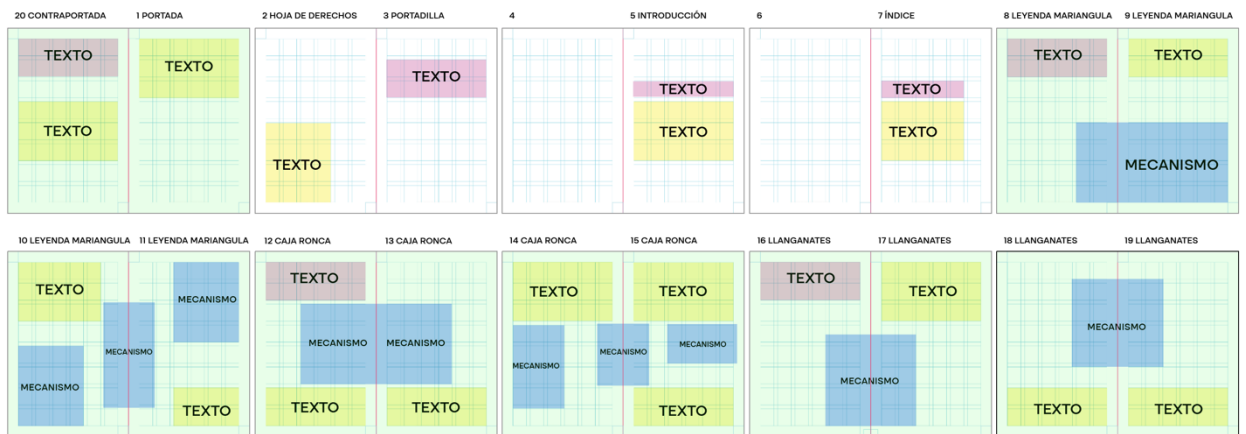 20 CONTRAPORTADA 1 PORTADA
TEXTO
TEXTO
TEXTO
2 HOJA DE DERECHOS 3 PORTADILLA
TEXTO
TEXTO
4 5 INTRODUCCIÓN
TEXTO
TEXTO
6 7 ÍNDICE
TEXTO
TEXTO
8 LEYENDA MARIANGULA 9 LEYENDA MARIANGULA
TEXTO TEXTO
MECANISMO
10 LEYENDA MARIANGULA 11 LEYENDA MARIANGULA
TEXTO
MECANISMO
MECANISMO
MECANISMO
TEXTO
12 CAJA RONCA 13 CAJA RONCA
TEXTO
MECANISMO MECANISMO
TEXTO TEXTO
14 CAJA RONCA 15 CAJA RONCA
TEXTO TEXTO
MECANISMO
MECANISMO
MECANISMO
TEXTO
16 LLANGANATES 17 LLANGANATES
TEXTO
TEXTO
MECANISMO
18 LLANGANATES 19 LLANGANATES
MECANISMO
TEXTO TEXTO